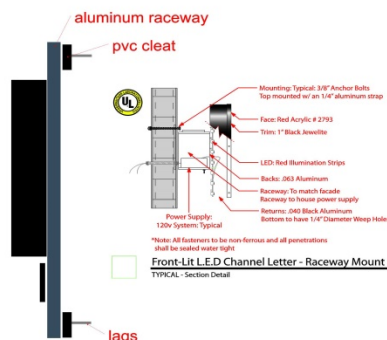 aluminum raceway
pvc cleat
UL
Mounting: Typical: 3/8" Anchor Bolts
Top mounted w/ an 1/4" aluminum strap
Face: Red Acrylic # 2793
Trim: 1" Black Jewelite
LED: Red Illumination Strips
Backs: .063 Aluminum
Raceway: To match facade
Raceway to house power supply
Power Supply:
120v System; Typical
Returns: .040 Black Aluminum
Bottom to have 1/4" Diameter Weep Hole
*Note: All fasteners to be non-ferrous and all penetrations
shall be sealed water tight
Front-Lit L.E.D Channel Letter - Raceway Mount
TYPICAL - Section Detail
lags